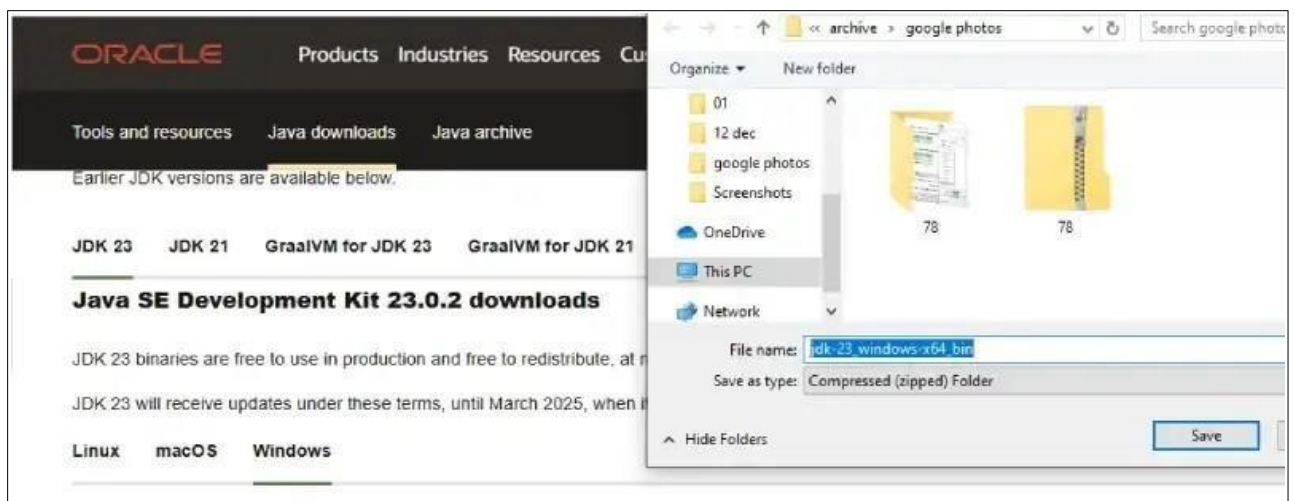 ORACLE Products Industries Resources
Tools and resources Java downloads Java archive
Earlier JDK versions are available below.
JDK 23 JDK 21 GraalVM for JDK 23 GraalVM for JDK 21
Java SE Development Kit 23.0.2 downloads
JDK 23 binaries are free to use in production and free to redistribute, at
JDK 23 will receive updates under these terms, until March 2025, when
Linux macOS Windows
« archive › google photos Search google
Organize New folder
01
12 dec
google photos
Screenshots
OneDrive
This PC
Network
78 78
File name: jdk-23_windows-x64_bin
Save as type: Compressed (zipped) Folder
Hide Folders Save